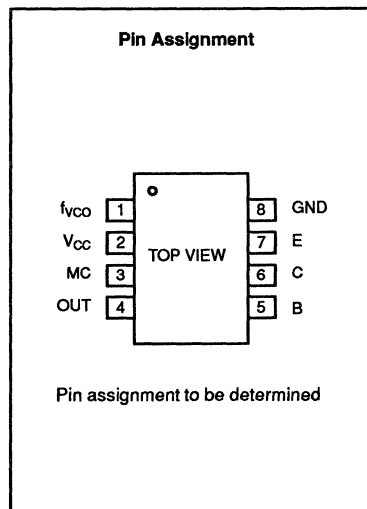 Pin Assignment
fVCO 1 8 GND
VCC 2 7 E
TOP VIEW
MC 3 6 C
OUT 4 5 B
Pin assignment to be determined